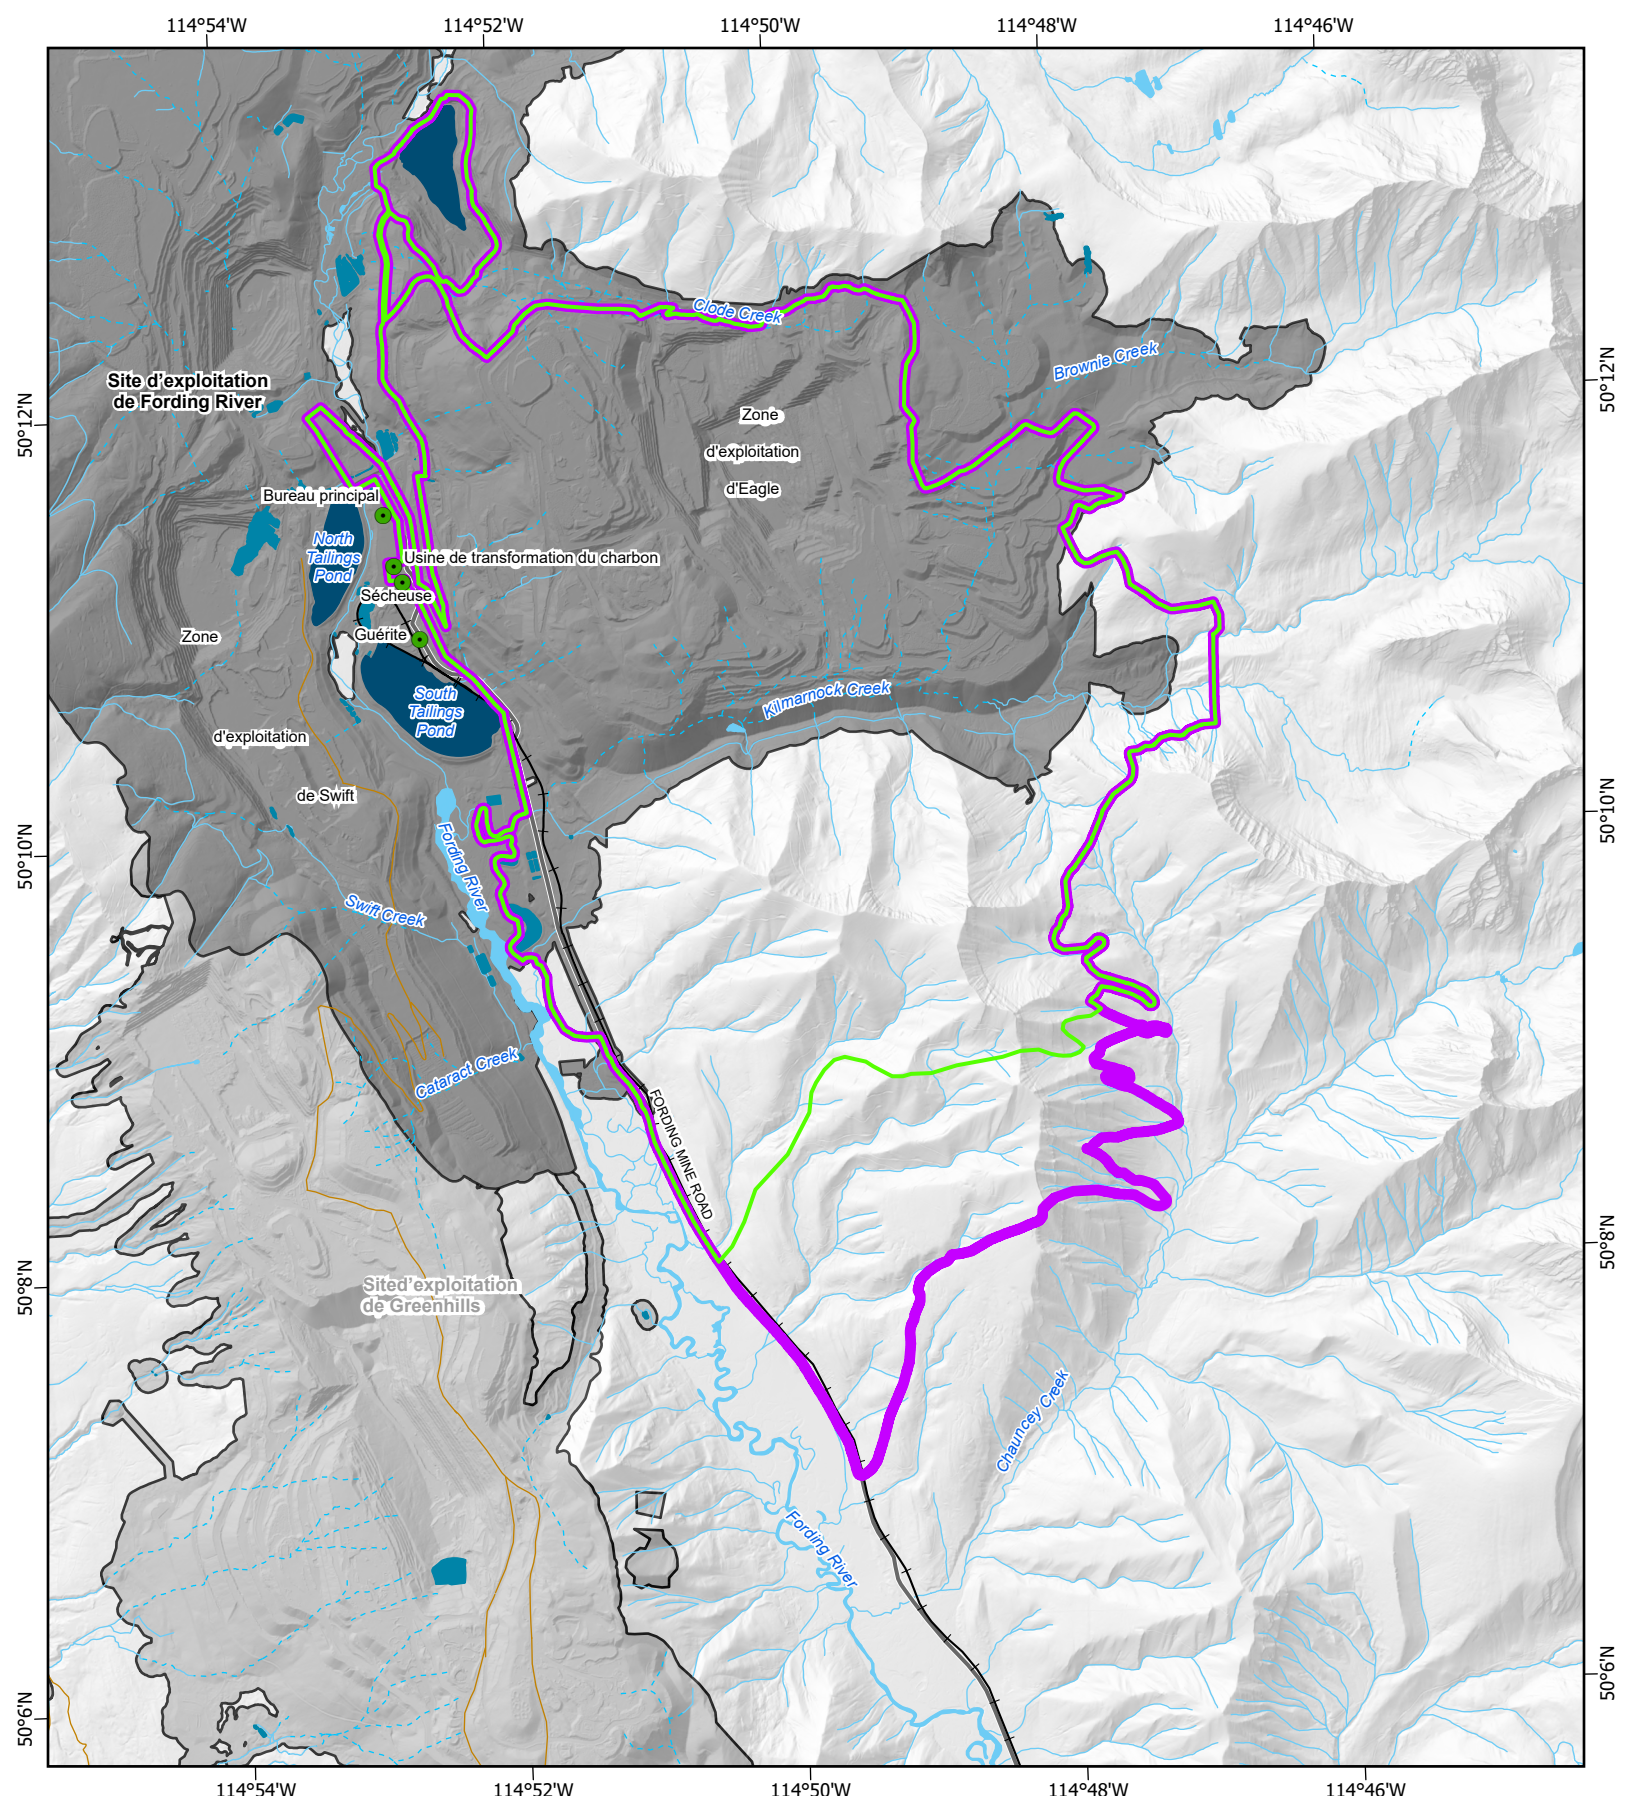 114°54'W
114°52'W
114°50'W
114°48'W
114°46'W
Clode Creek
Brownie Creek
Site d'exploitation
de Fording River
50°12'N
50°12'N
Zone
d'exploitation
d'Eagle
Bureau principal
North
Tailings
Pond
Usine de transformation du charbon
Sécheuse
Guérite
Zone
South
Tailings
Pond
Kilmarnock Creek
d'exploitation
de Swift
50°10'N
50°10'N
Fording River
Swift Creek
Cataract Creek
FORDING MINE ROAD
50°8'N
50°8'N
Sited'exploitation
de Greenhills
Chauncey Creek
Fording River
50°6'N
50°6'N
114°54'W
114°52'W
114°50'W
114°48'W
114°46'W